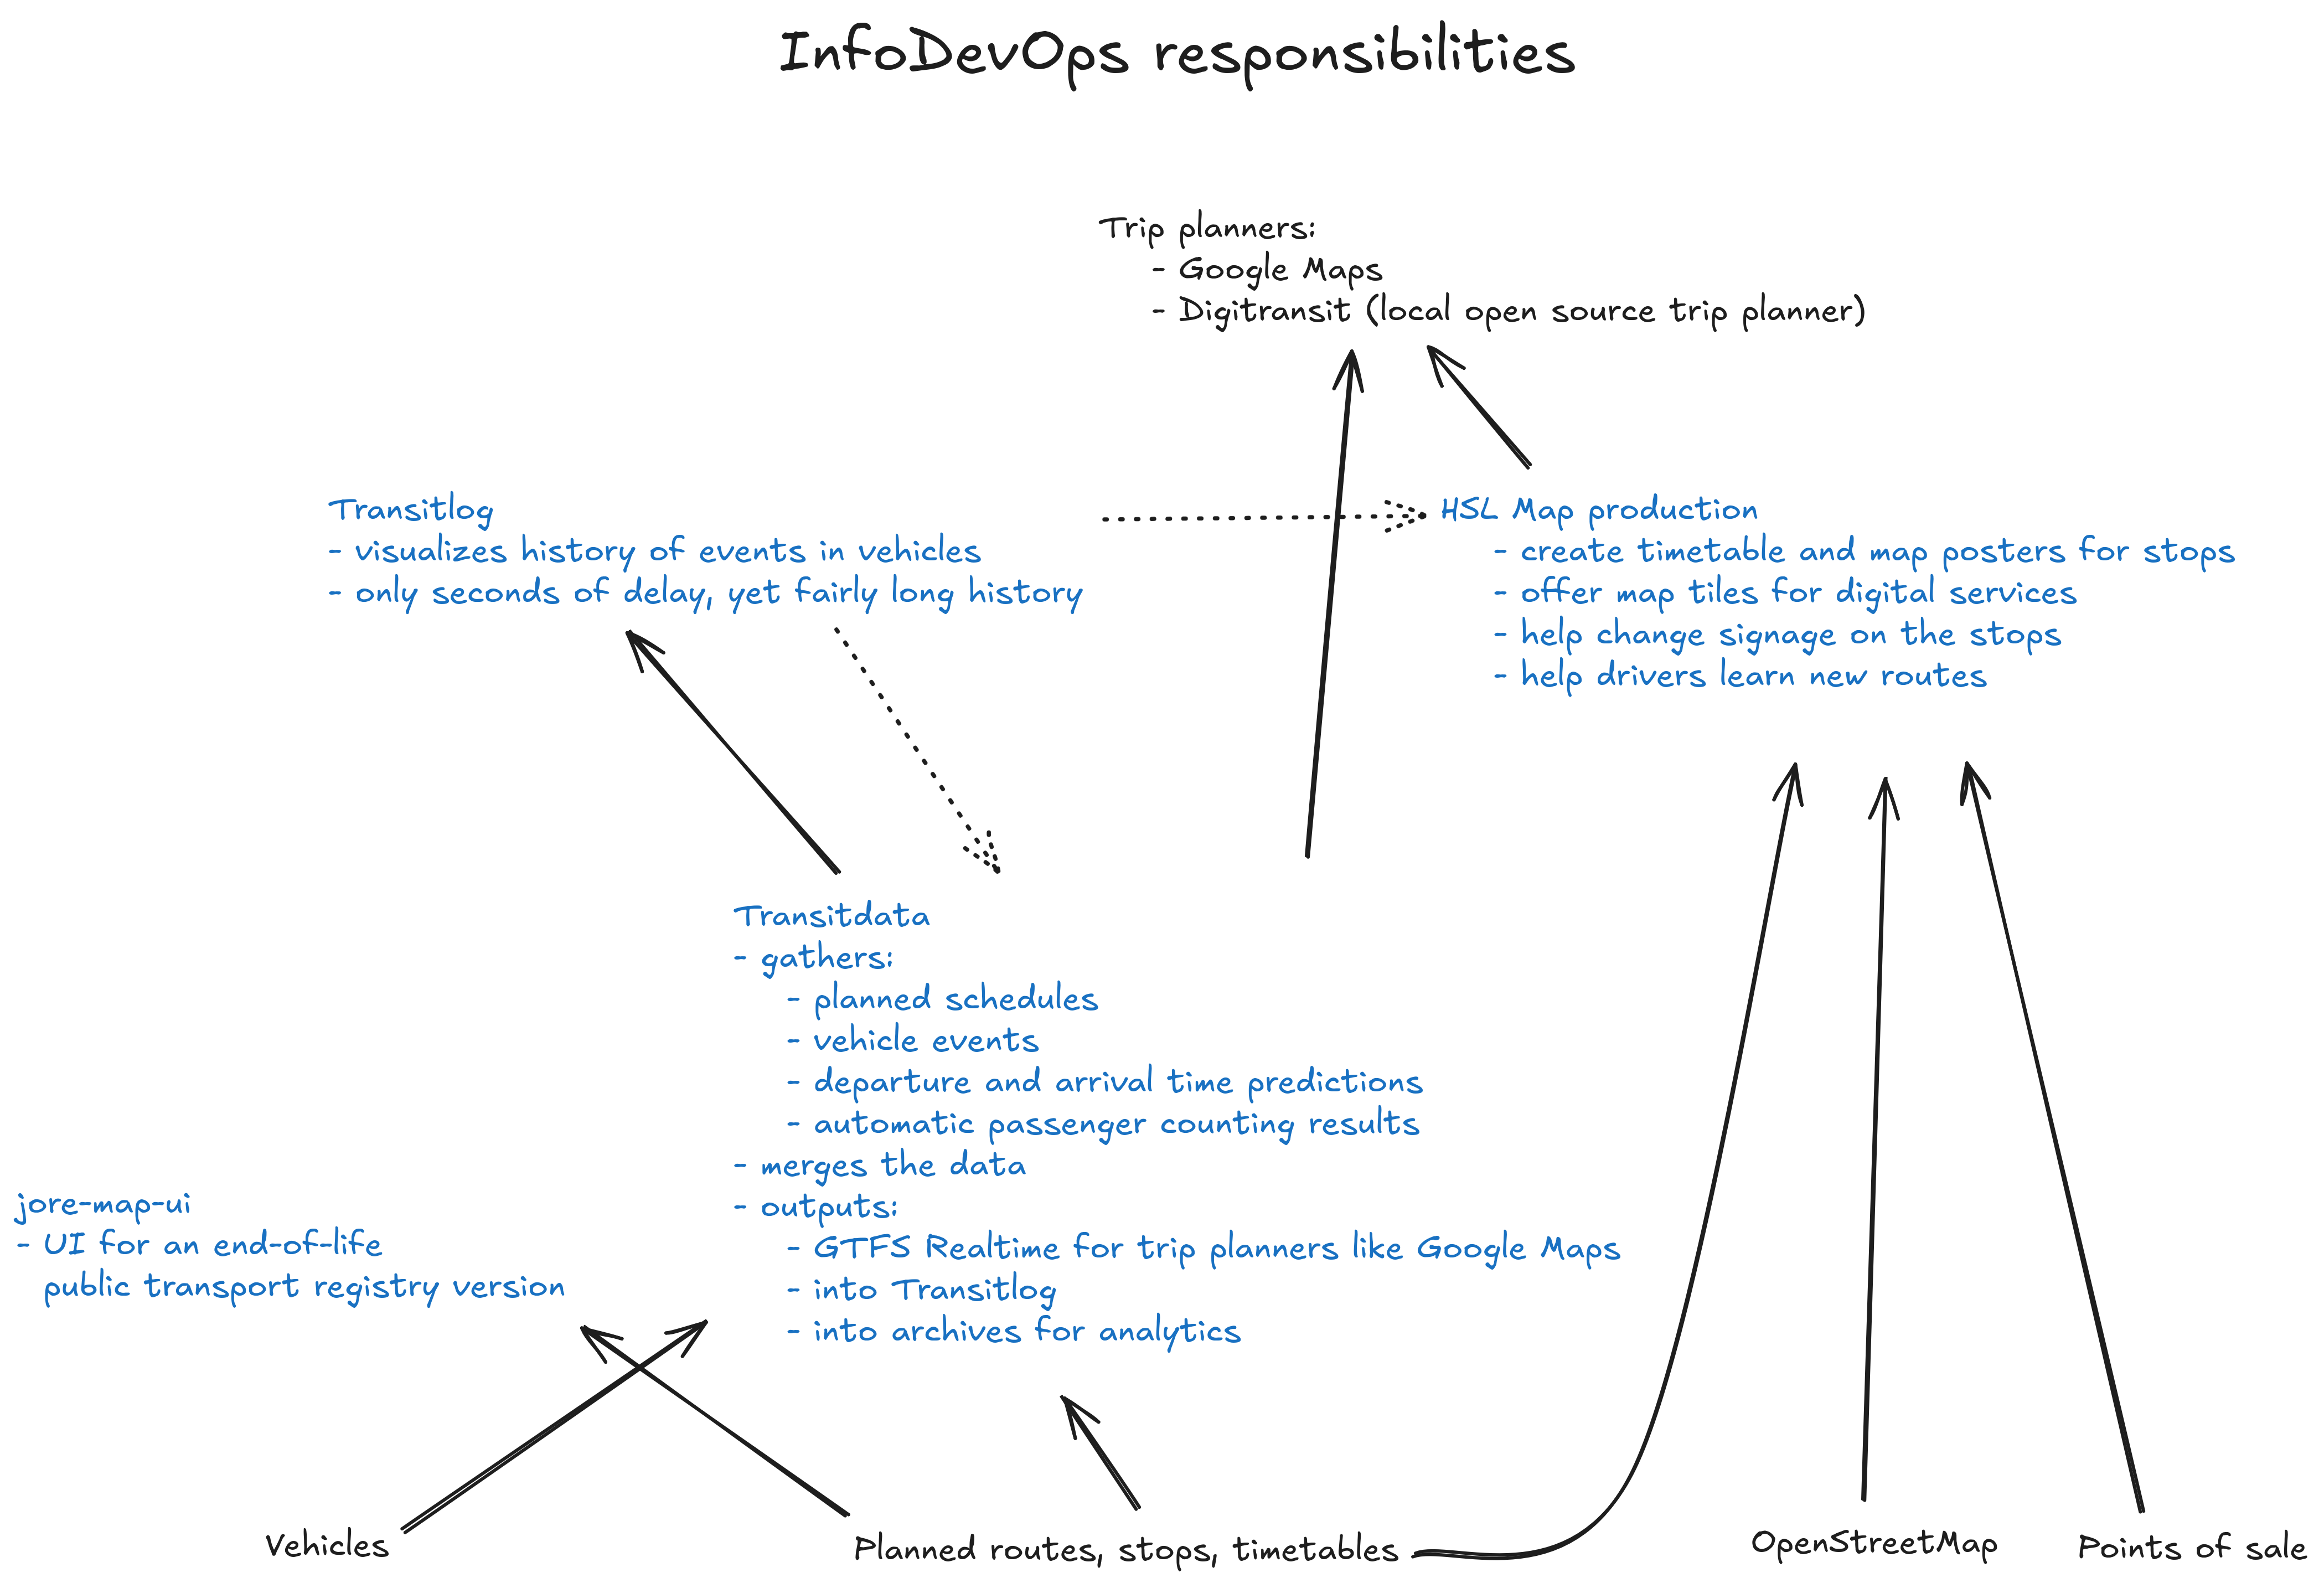 InfoDevOps responsibilities
Trip planners:
- Google Maps
- Digitransit (local open source trip planner)
Transitlog
- visualizes history of events in vehicles
- only seconds of delay, yet fairly long history
HSL Map production
- create timetable and map posters for stops
- offer map tiles for digital services
- help change signage on the stops
- help drivers learn new routes
Transitdata
- gathers:
- planned schedules
- vehicle events
- departure and arrival time predictions
- automatic passenger counting results
- merges the data
- outputs:
- GTFS Realtime for trip planners like Google Maps
- into Transitlog
- into archives for analytics
jore-map-ui
- UI for an end-of-life
public transport registry version
Vehicles
Planned routes, stops, timetables
OpenStreetMap
Points of sale